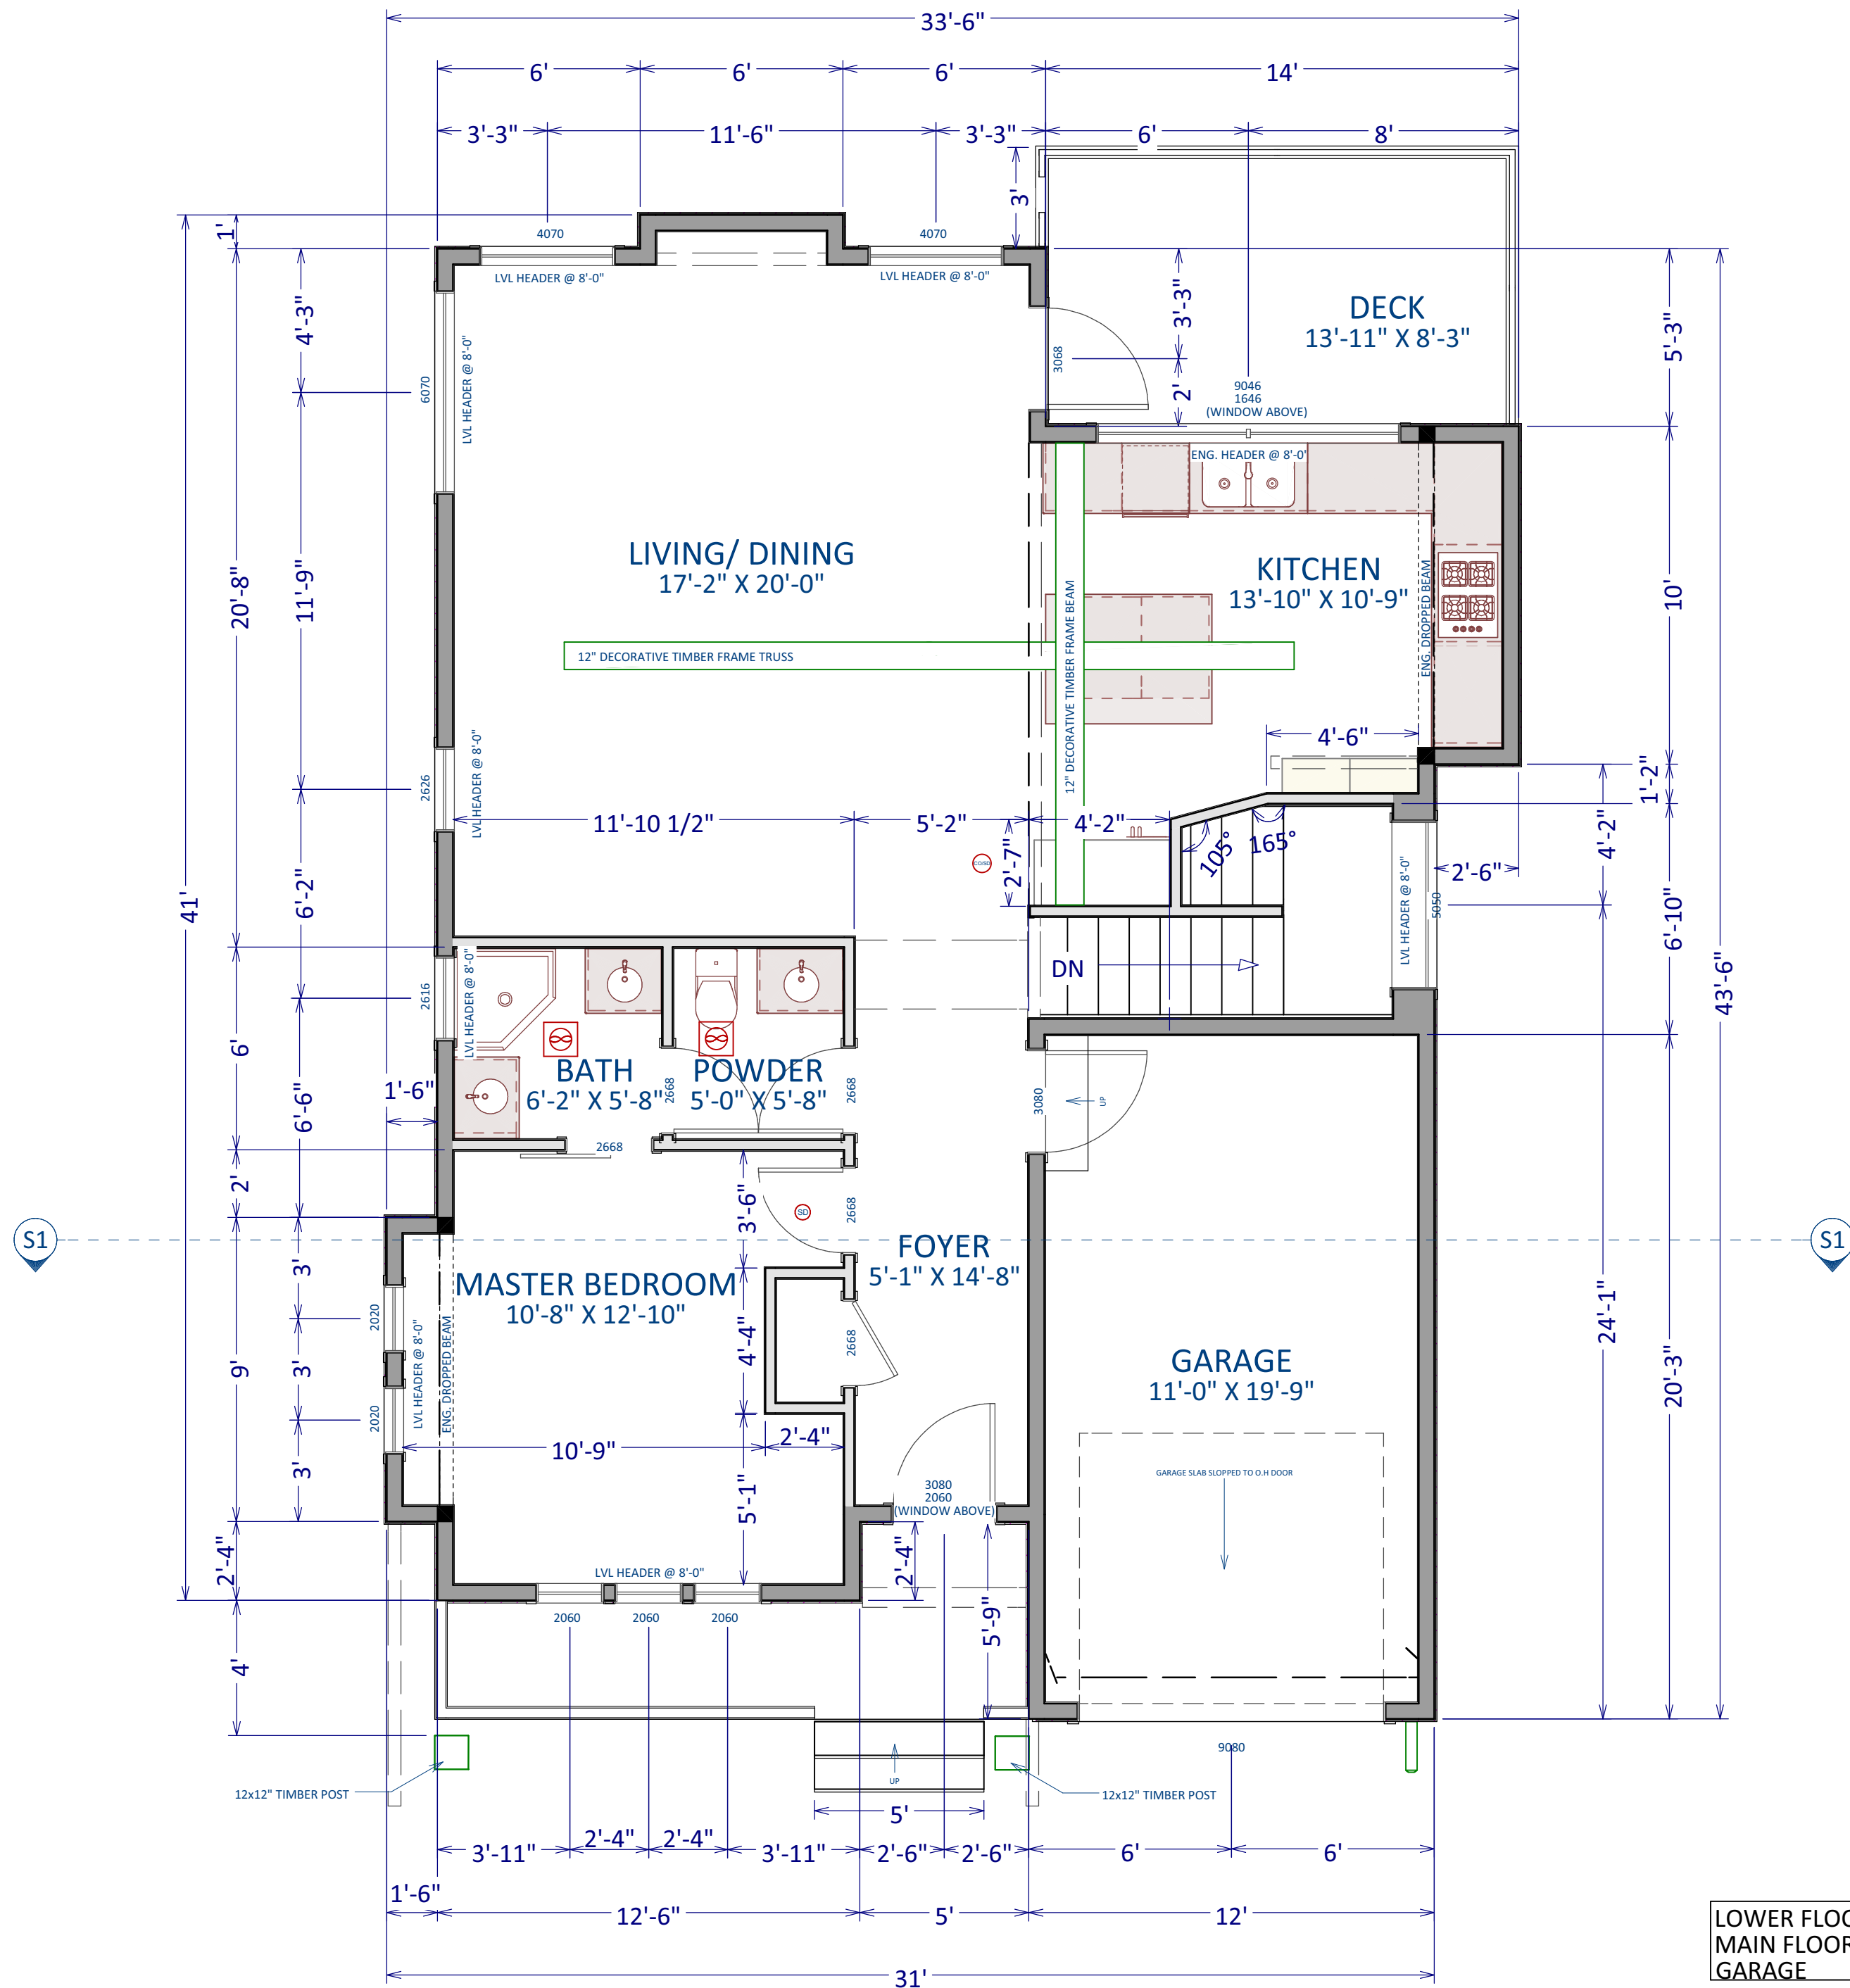 33'-6"
6'
6'
6'
14'
3'-3"
11'-6"
3'-3"
6'
8'
3'
1'
4070
4070
LVL HEADER @ 8'-0"
LVL HEADER @ 8'-0"
4'-3"
3'-3"
2'
5'-3"
DECK
13'-11" X 8'-3"
3068
6070
LVL HEADER @ 8'-0"
9046
1646
(WINDOW ABOVE)
ENG. HEADER @ 8'-0'
LIVING/ DINING
17'-2" X 20'-0"
KITCHEN
13'-10" X 10'-9"
20'-8"
11'-9"
10'
12" DECORATIVE TIMBER FRAME TRUSS
12" DECORATIVE TIMBER FRAME BEAM
ENG. DROPPED BEAM
4'-6"
1'-2"
2626
LVL HEADER @ 8'-0"
11'-10 1/2"
5'-2"
4'-2"
105°
165°
2'-7"
CO/SD
4'-2"
2'-6"
41'
6'-2"
LVL HEADER @ 8'-0"
5050
6'-10"
43'-6"
DN
2616
LVL HEADER @ 8'-0"
6'
1'-6"
6'-6"
BATH
6'-2" X 5'-8"
2668
POWDER
5'-0" X 5'-8"
2668
3080
UP
2668
2'
3'-6"
SD
2668
S1
S1
FOYER
5'-1" X 14'-8"
MASTER BEDROOM
10'-8" X 12'-10"
3'
2020
LVL HEADER @ 8'-0"
ENG. DROPPED BEAM
9'
3'
4'-4"
2668
24'-1"
20'-3"
GARAGE
11'-0" X 19'-9"
2020
3'
10'-9"
2'-4"
GARAGE SLAB SLOPPED TO O.H DOOR
5'-1"
3080
2060
(WINDOW ABOVE)
2'-4"
2'-4"
LVL HEADER @ 8'-0"
2060
2060
2060
5'-9"
4'
9080
UP
12x12" TIMBER POST
12x12" TIMBER POST
5'
3'-11"
2'-4"
2'-4"
3'-11"
2'-6"
2'-6"
6'
6'
1'-6"
12'-6"
5'
12'
31'
LOWER FLOO
MAIN FLOOR
GARAGE